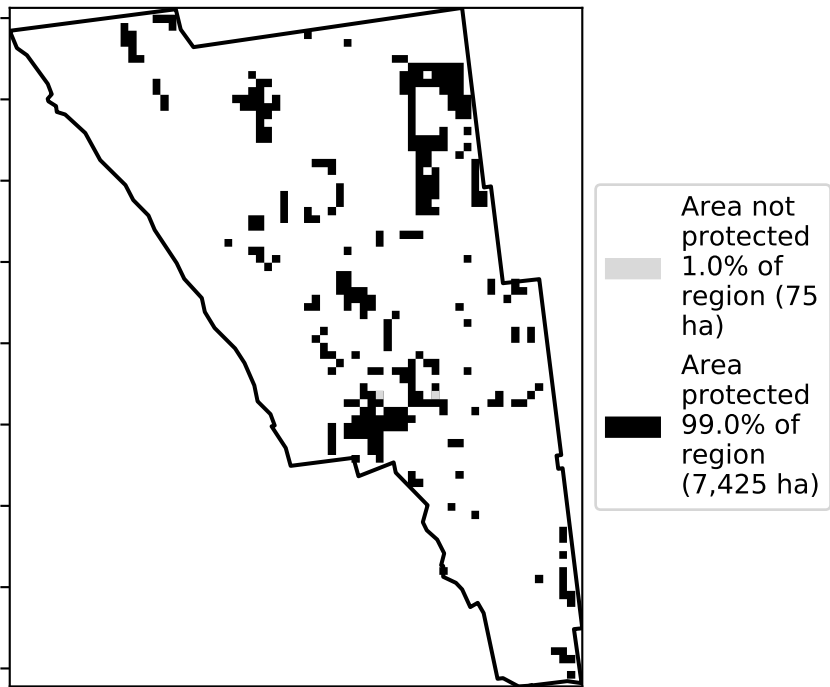 Area not
protected
1.0% of
region (75
ha)
Area
protected
99.0% of
region
(7,425 ha)